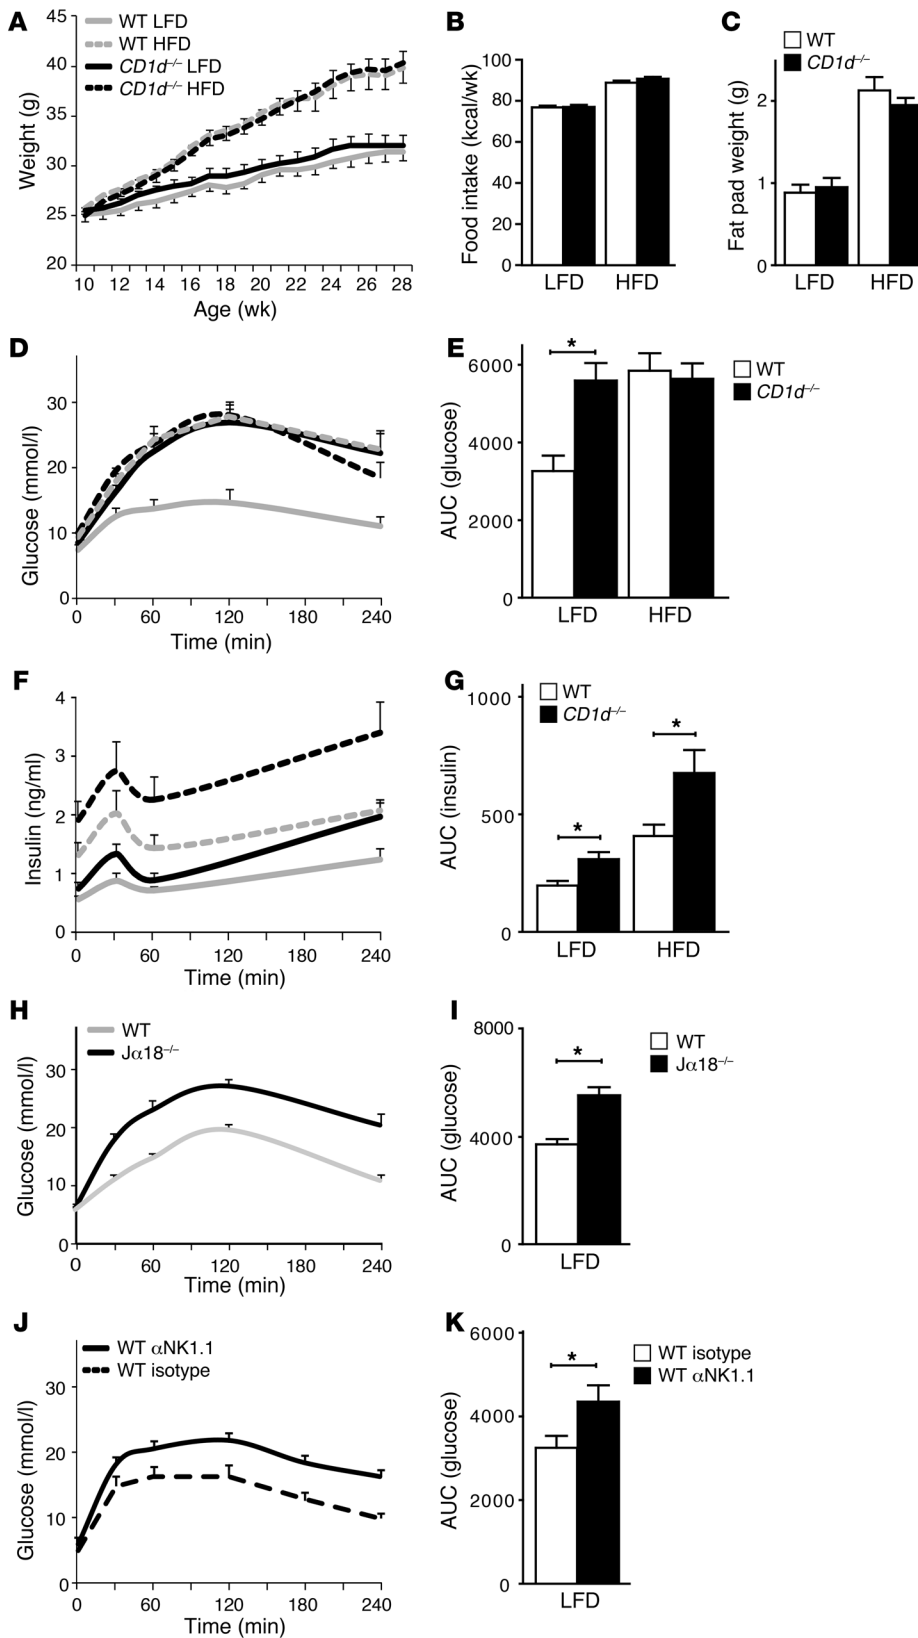 A
45
40
35
30
25
20
Weight (g)
WT LFD
WT HFD
CD1d–/– LFD
CD1d–/– HFD
10 12 14 16 18 20 22 24 26 28
Age (wk)
B
100
80
60
40
20
0
Food intake (kcal/wk)
LFD HFD
C
WT
CD1d–/–
2
1
0
Fat pad weight (g)
LFD HFD
D
30
20
10
0
Glucose (mmol/l)
0 60 120 180 240
Time (min)
E
6000
4000
2000
0
AUC (glucose)
*
WT
CD1d–/–
LFD HFD
F
4
3
2
1
0
Insulin (ng/ml)
0 60 120 180 240
Time (min)
G
1000
500
0
AUC (insulin)
WT
CD1d–/–
* *
LFD HFD
H
WT
Jα18–/–
30
20
10
0
Glucose (mmol/l)
0 60 120 180 240
Time (min)
I
8000
4000
0
AUC (glucose)
*
WT
Jα18–/–
LFD
J
WT αNK1.1
WT isotype
30
20
10
0
Glucose (mmol/l)
0 60 120 180 240
Time (min)
K
6000
4000
2000
0
AUC (glucose)
*
WT isotype
WT αNK1.1
LFD